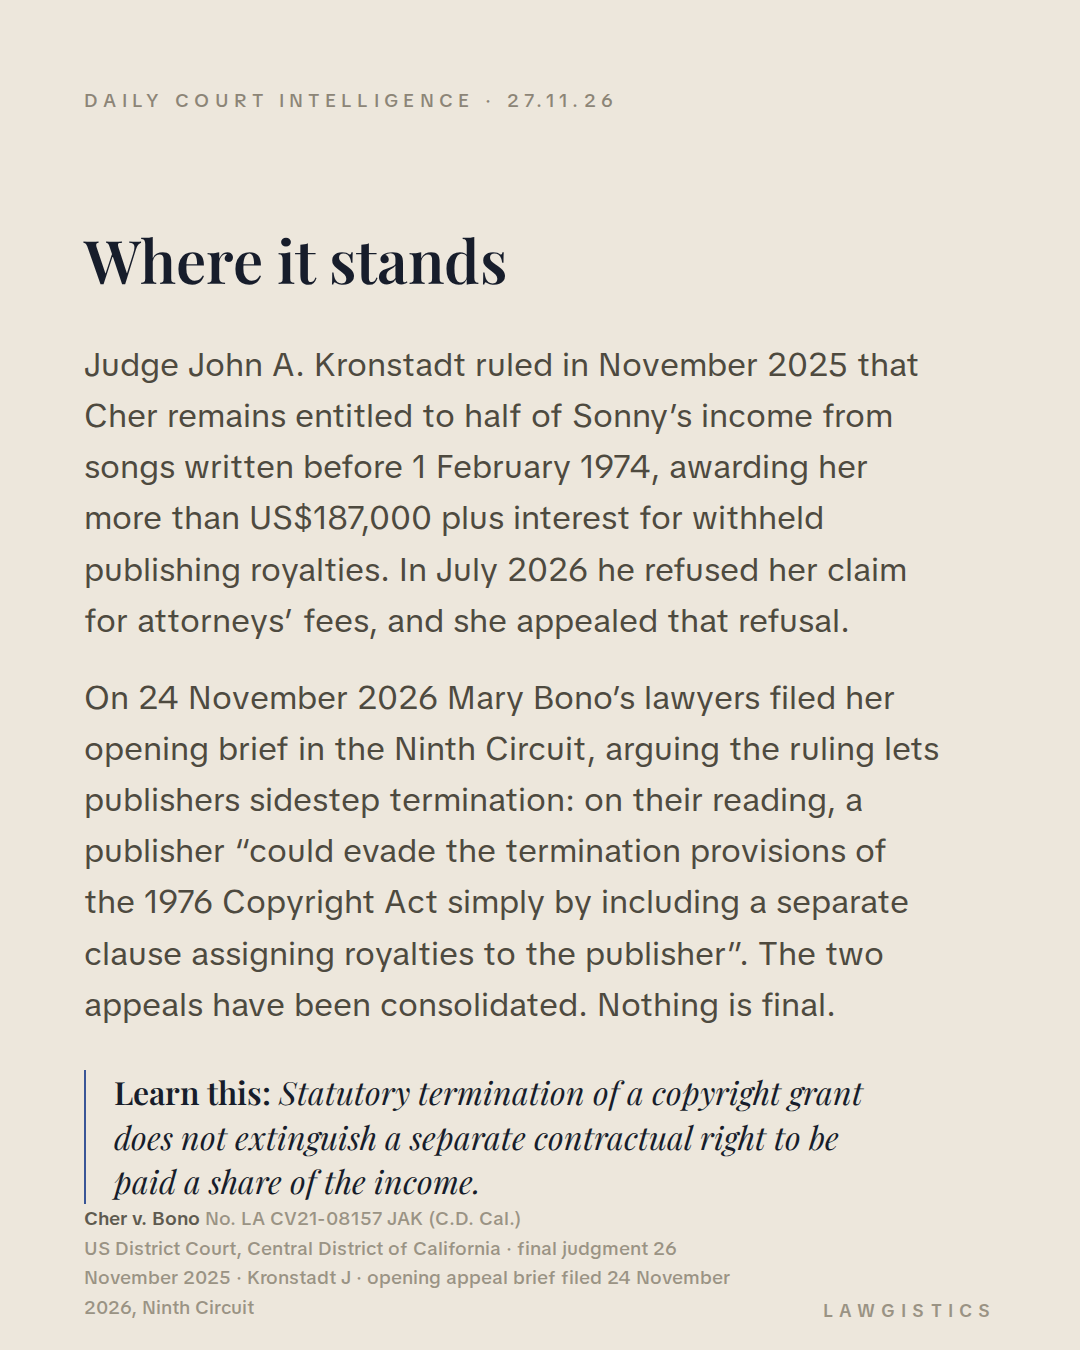 DAILY COURT INTELLIGENCE · 27.11.26
Where it stands
Judge John A. Kronstadt ruled in November 2025 that
Cher remains entitled to half of Sonny’s income from
songs written before 1 February 1974, awarding her
more than US$187,000 plus interest for withheld
publishing royalties. In July 2026 he refused her claim
for attorneys’ fees, and she appealed that refusal.
On 24 November 2026 Mary Bono’s lawyers filed her
opening brief in the Ninth Circuit, arguing the ruling lets
publishers sidestep termination: on their reading, a
publisher “could evade the termination provisions of
the 1976 Copyright Act simply by including a separate
clause assigning royalties to the publisher”. The two
appeals have been consolidated. Nothing is final.
Learn this: Statutory termination of a copyright grant
does not extinguish a separate contractual right to be
paid a share of the income.
Cher v. Bono No. LA CV21-08157 JAK (C.D. Cal.)
US District Court, Central District of California · final judgment 26
November 2025 · Kronstadt J · opening appeal brief filed 24 November
2026, Ninth Circuit
LAWGISTICS